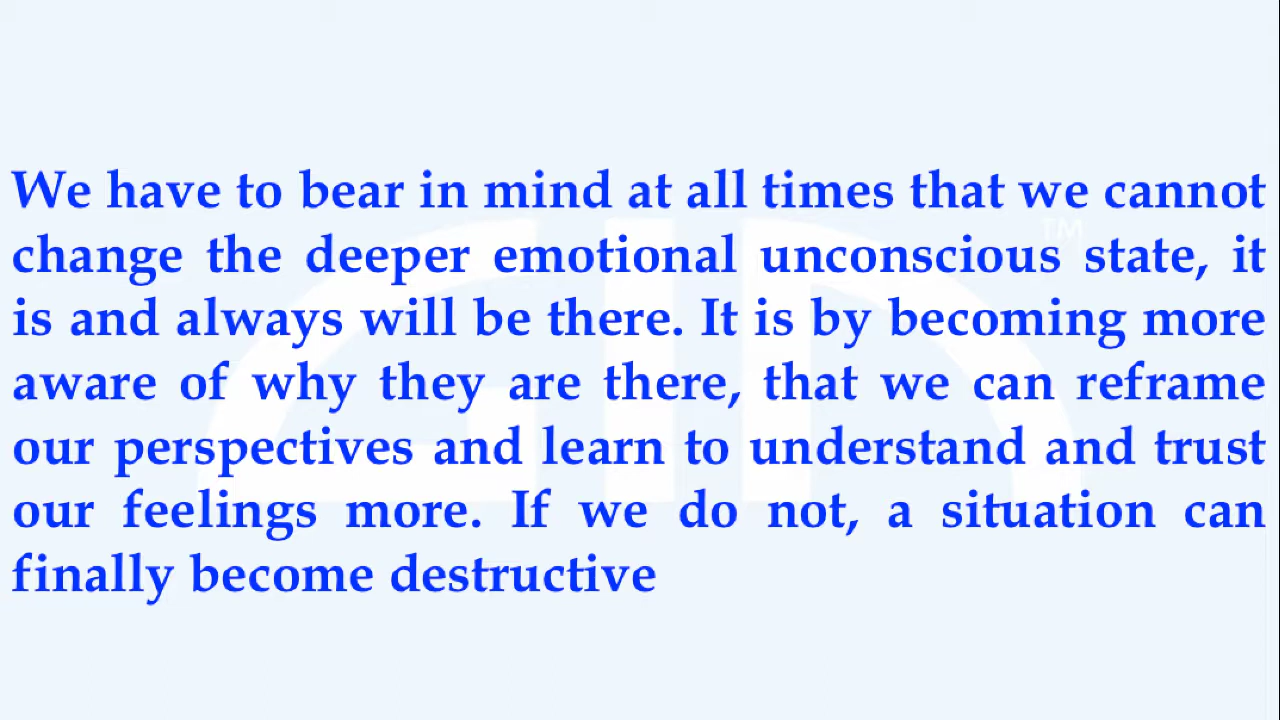 We have to bear in mind at all times that we cannot
change the deeper emotional unconscious state, it
is and always will be there. It is by becoming more
aware of why they are there, that we can reframe
our perspectives and learn to understand and trust
our feelings more. If we do not, a situation can
finally become destructive
TM